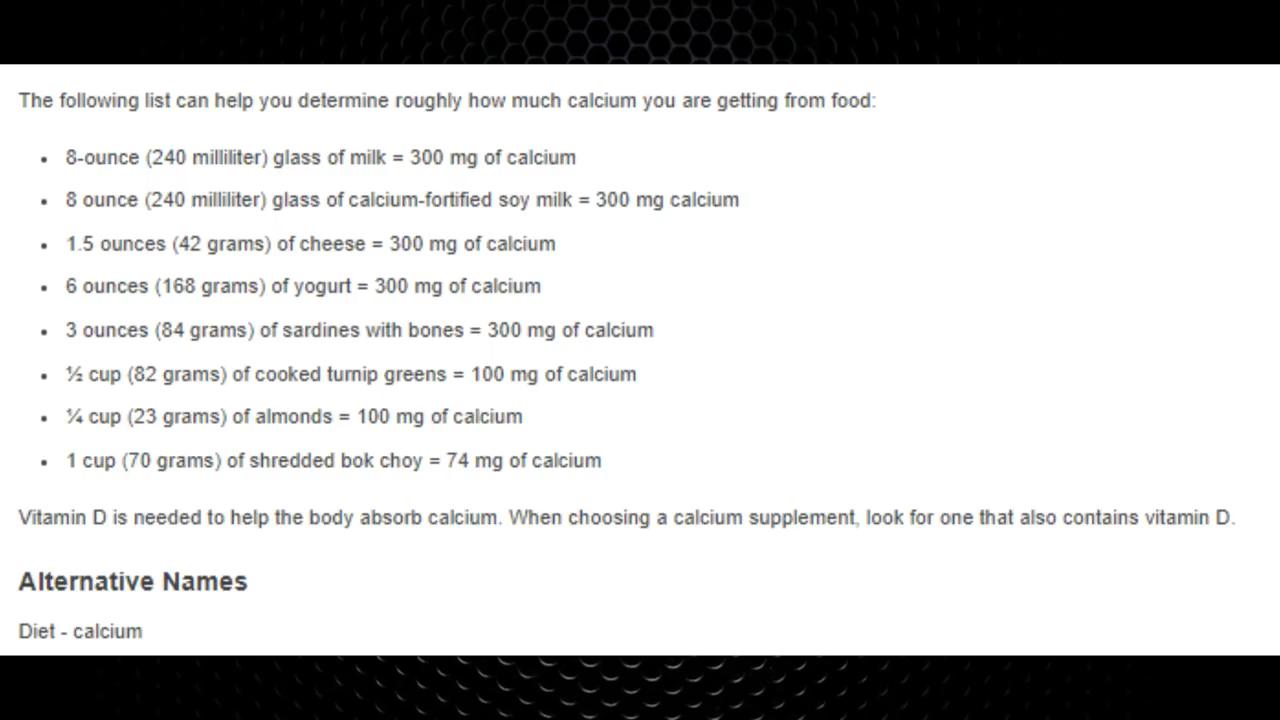 The following list can help you determine roughly how much calcium you are getting from food:
• 8-ounce (240 milliliter) glass of milk = 300 mg of calcium
• 8 ounce (240 milliliter) glass of calcium-fortified soy milk = 300 mg calcium
• 1.5 ounces (42 grams) of cheese = 300 mg of calcium
• 6 ounces (168 grams) of yogurt = 300 mg of calcium
• 3 ounces (84 grams) of sardines with bones = 300 mg of calcium
• ½ cup (82 grams) of cooked turnip greens = 100 mg of calcium
• ¼ cup (23 grams) of almonds = 100 mg of calcium
• 1 cup (70 grams) of shredded bok choy = 74 mg of calcium
Vitamin D is needed to help the body absorb calcium. When choosing a calcium supplement, look for one that also contains vitamin D.
Alternative Names
Diet - calcium